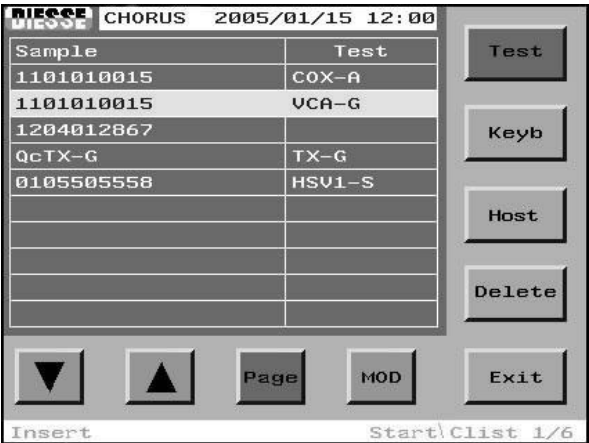 DIESSE CHORUS 2005/01/15 12:00
Sample Test
1101010015 COX-A
1101010015 VCA-G
1204012867
QcTX-G TX-G
0105505558 HSV1-S
Test
Keyb
Host
Delete
Page MOD Exit
Insert Start\Clist 1/6